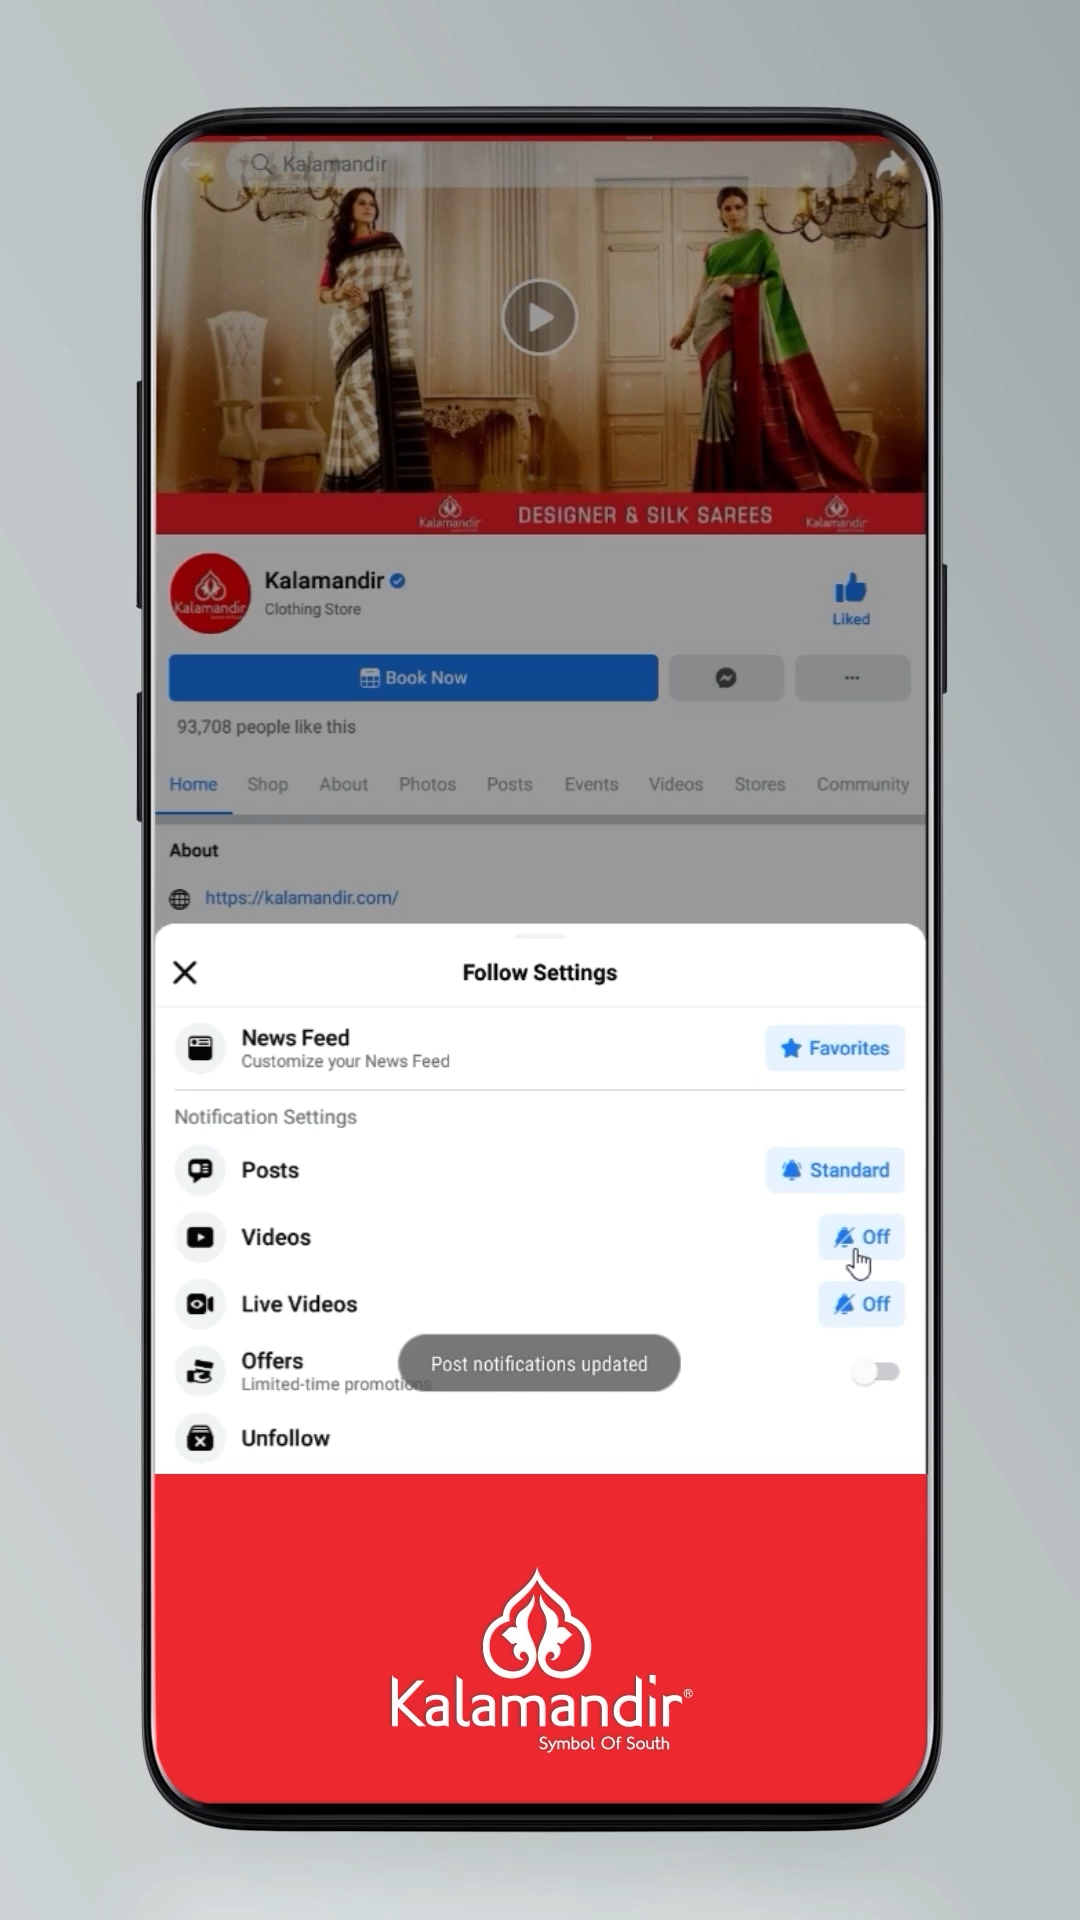 Kalamandir
Kalamandir DESIGNER & SILK SAREES Kalamandir
Kalamandir
Kalamandir
Clothing Store
Liked
Book Now
93,708 people like this
Home Shop About Photos Posts Events Videos Stores Community
About
https://kalamandir.com/
Follow Settings
News Feed
Customize your News Feed
Favorites
Notification Settings
Posts
Standard
Videos
Off
Live Videos
Off
Offers
Limited-time promotions
Post notifications updated
Unfollow
Kalamandir®
Symbol Of South